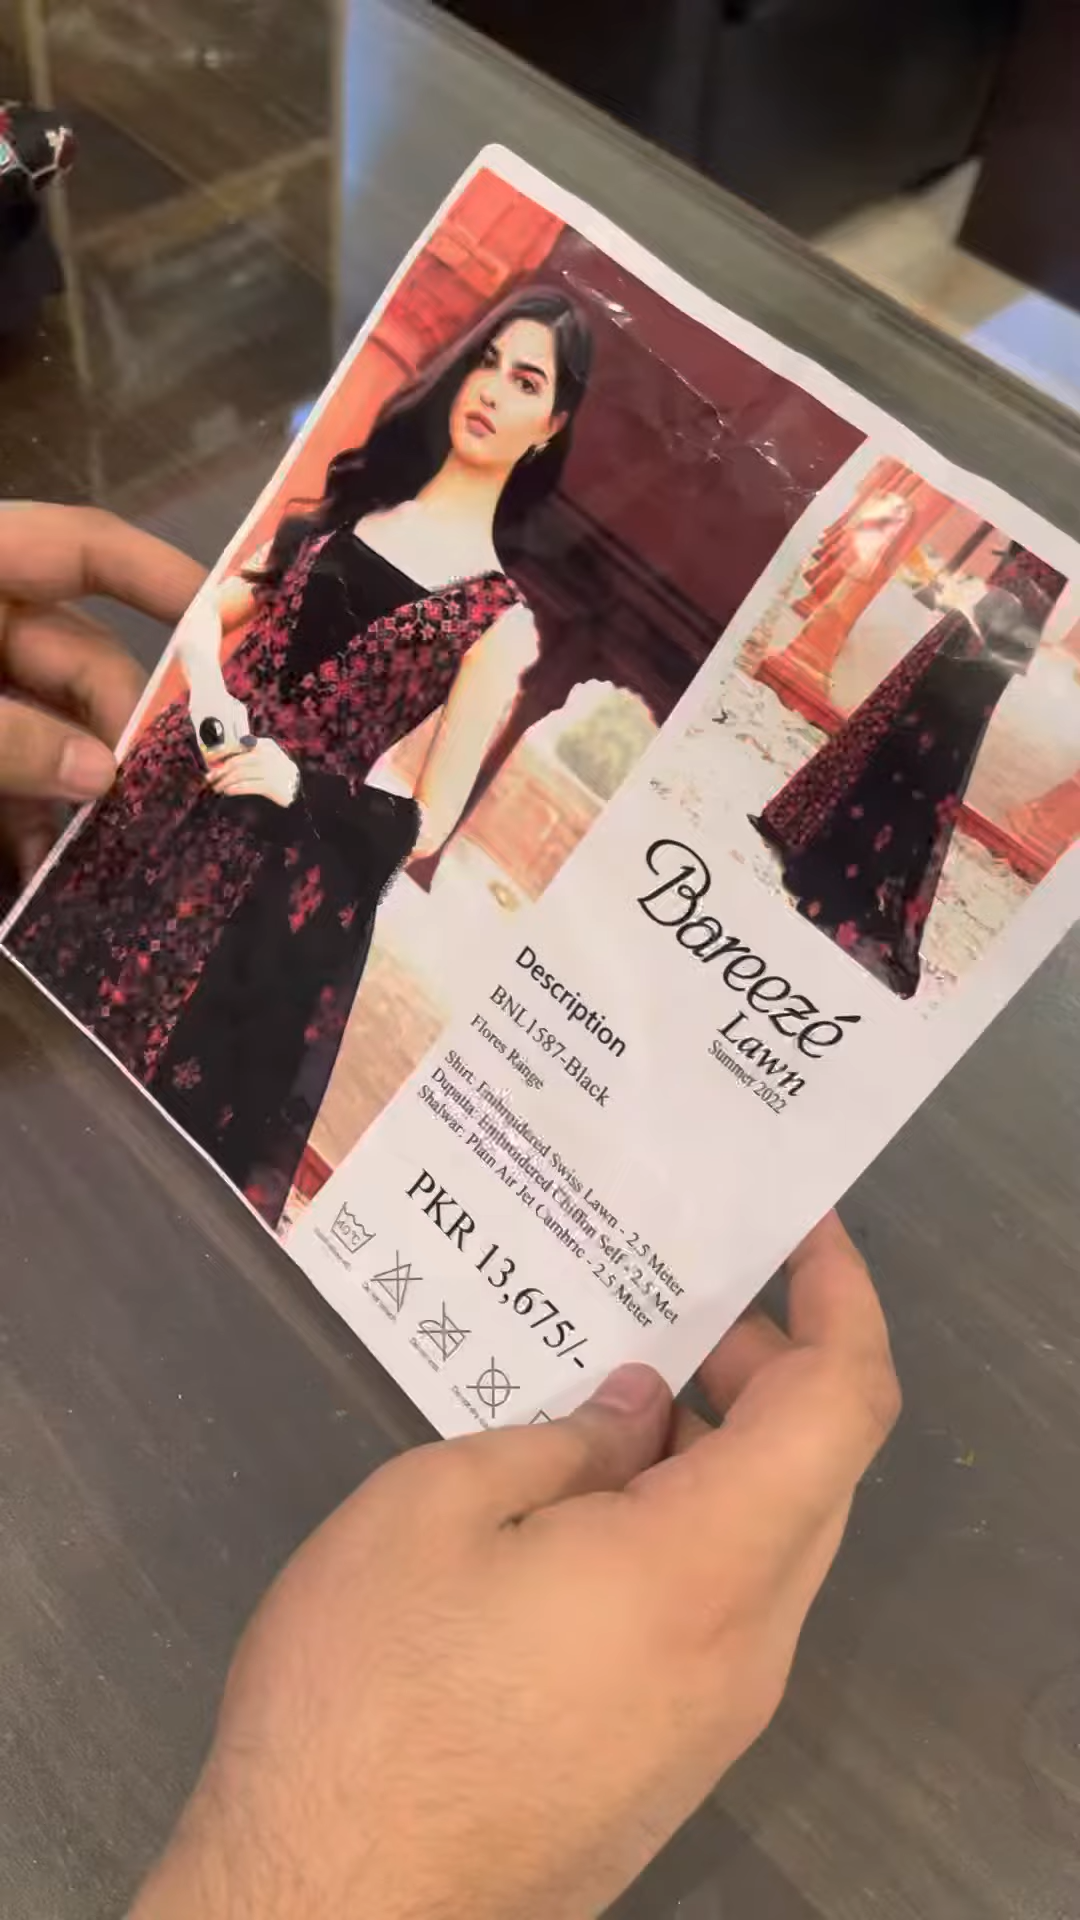 Bareezé
Lawn
Summer 2022
Description
BNL1587-Black
Flores Range
Shirt: Embroidered Swiss Lawn - 2.5 Meter
Dupatta: Embroidered Chiffon Self - 2.5 Met
Shalwar: Plain Air Jet Cambric - 2.5 Meter
PKR 13,675/-
40°C